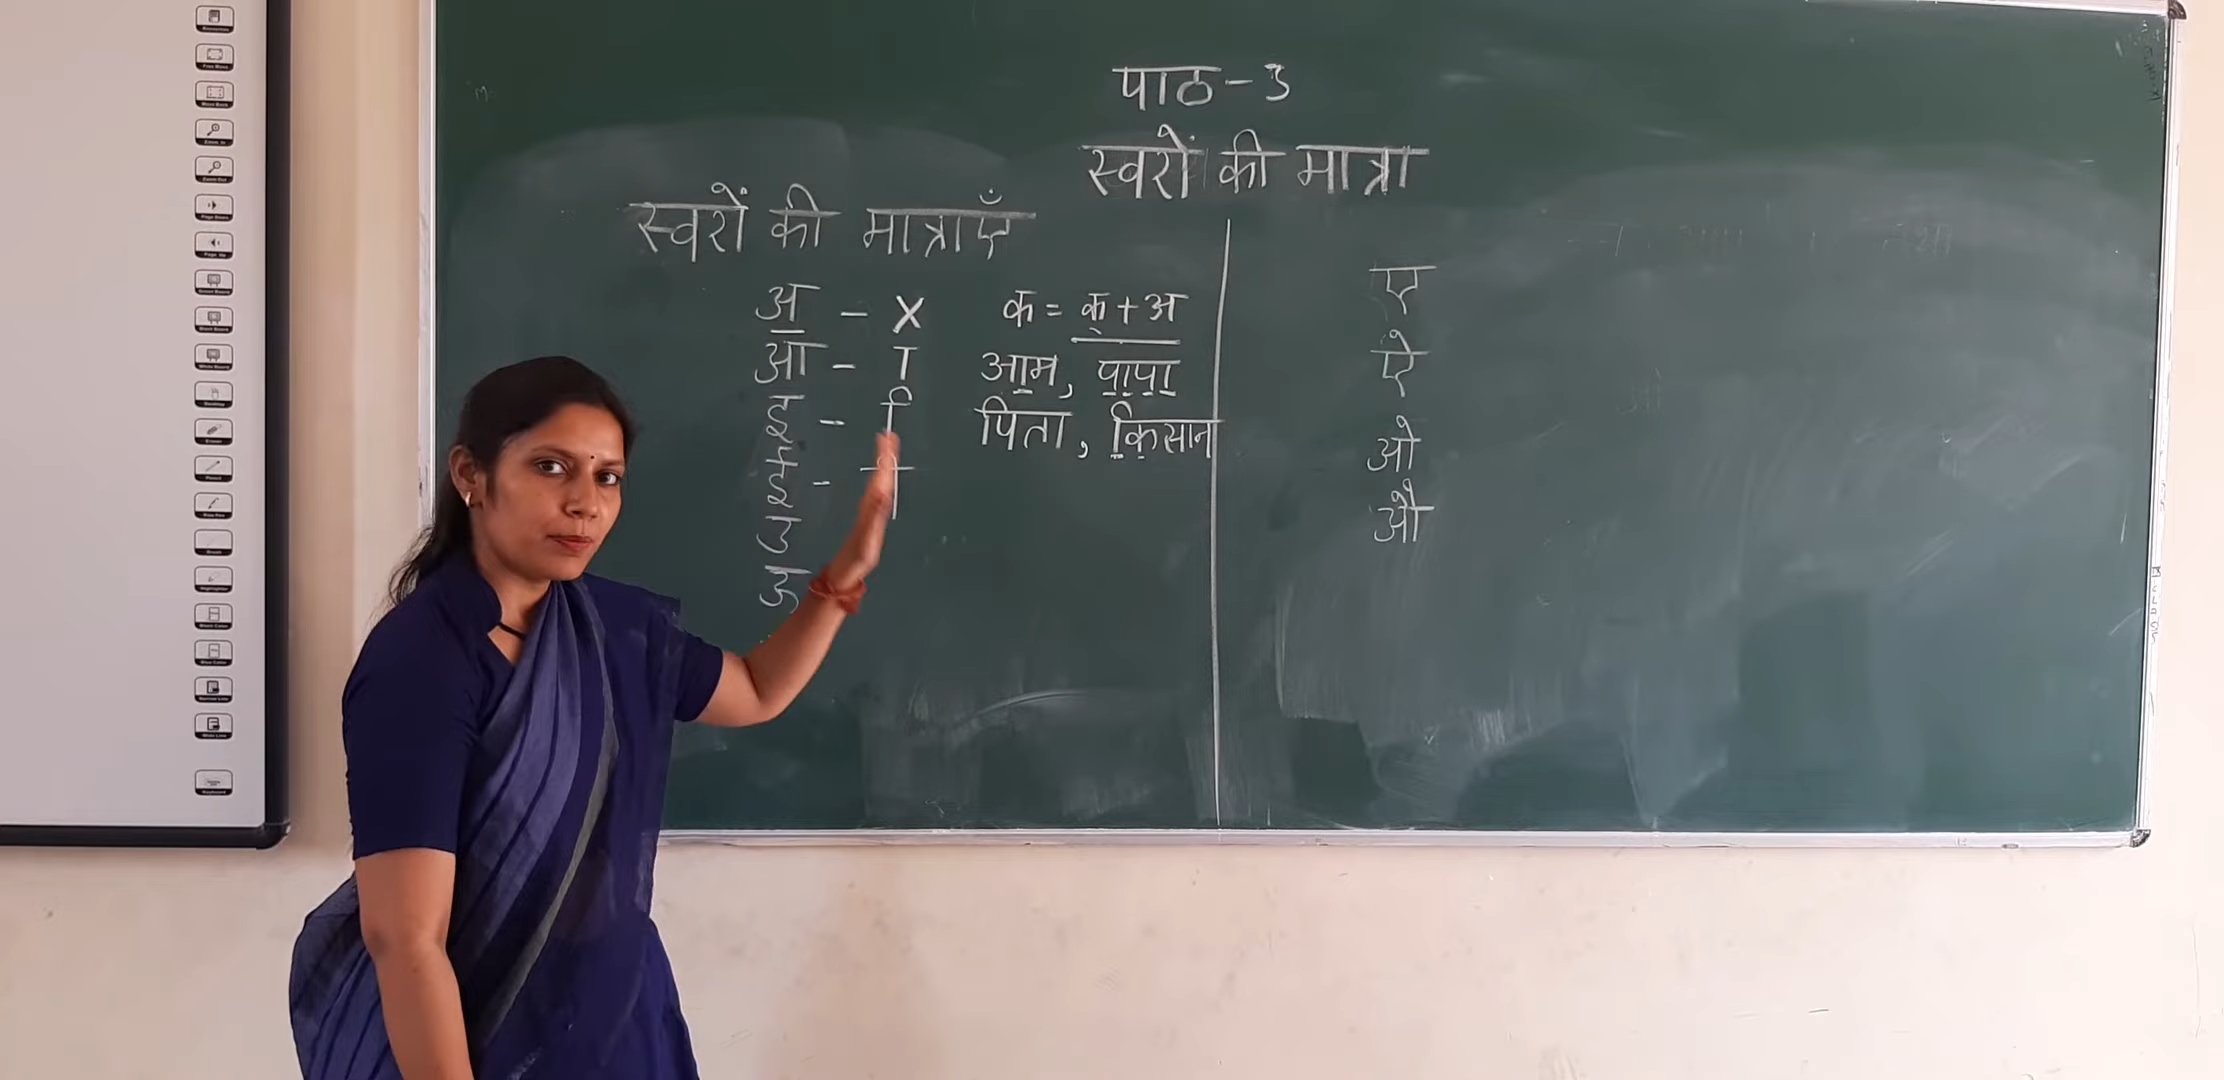 पाठ - 3
स्वरों की मात्रा
स्वरों की मात्राएँ
अ - X क = क् + अ
आ - ा आम, पापा
इ - ि पिता, किसान
ई - ी
उ
ऊ
ए
ऐ
ओ
औ